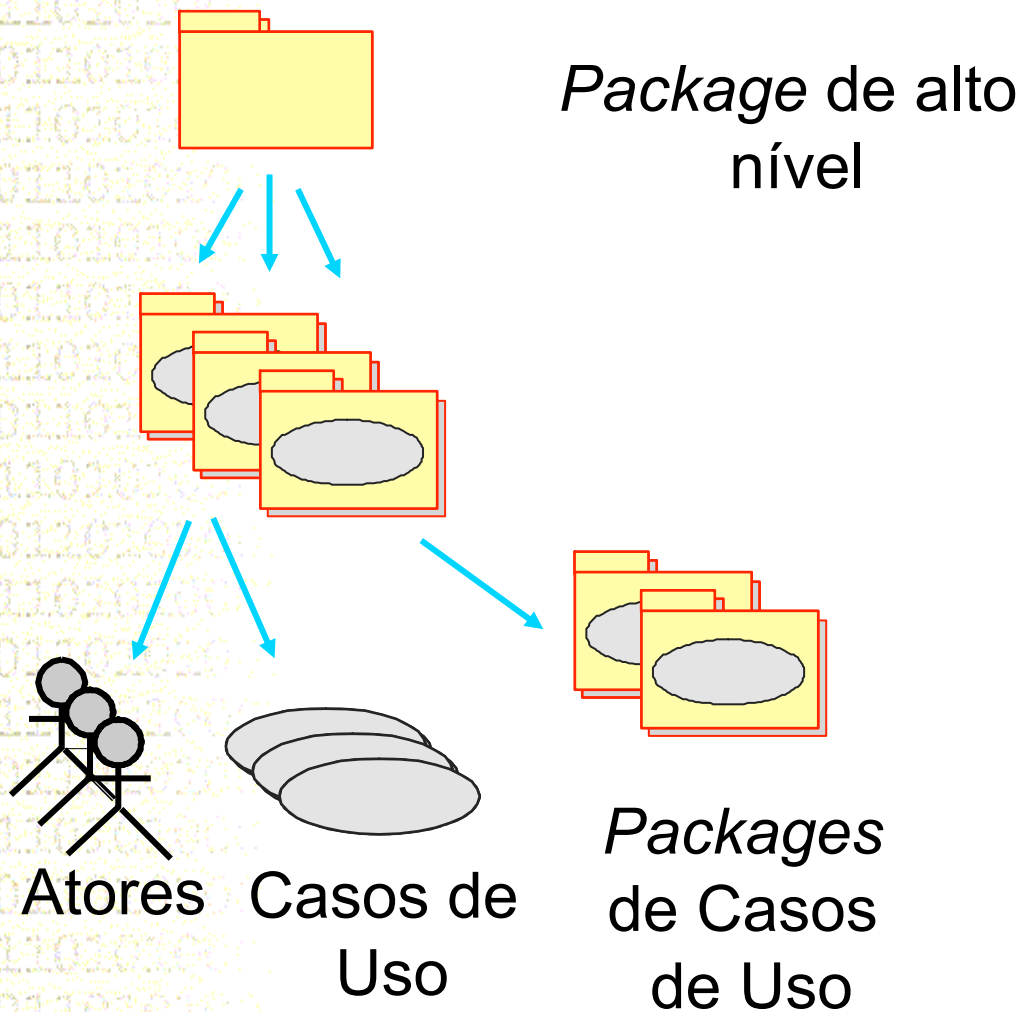 Package de alto
nível
Atores
Casos de
Uso
Packages
de Casos
de Uso